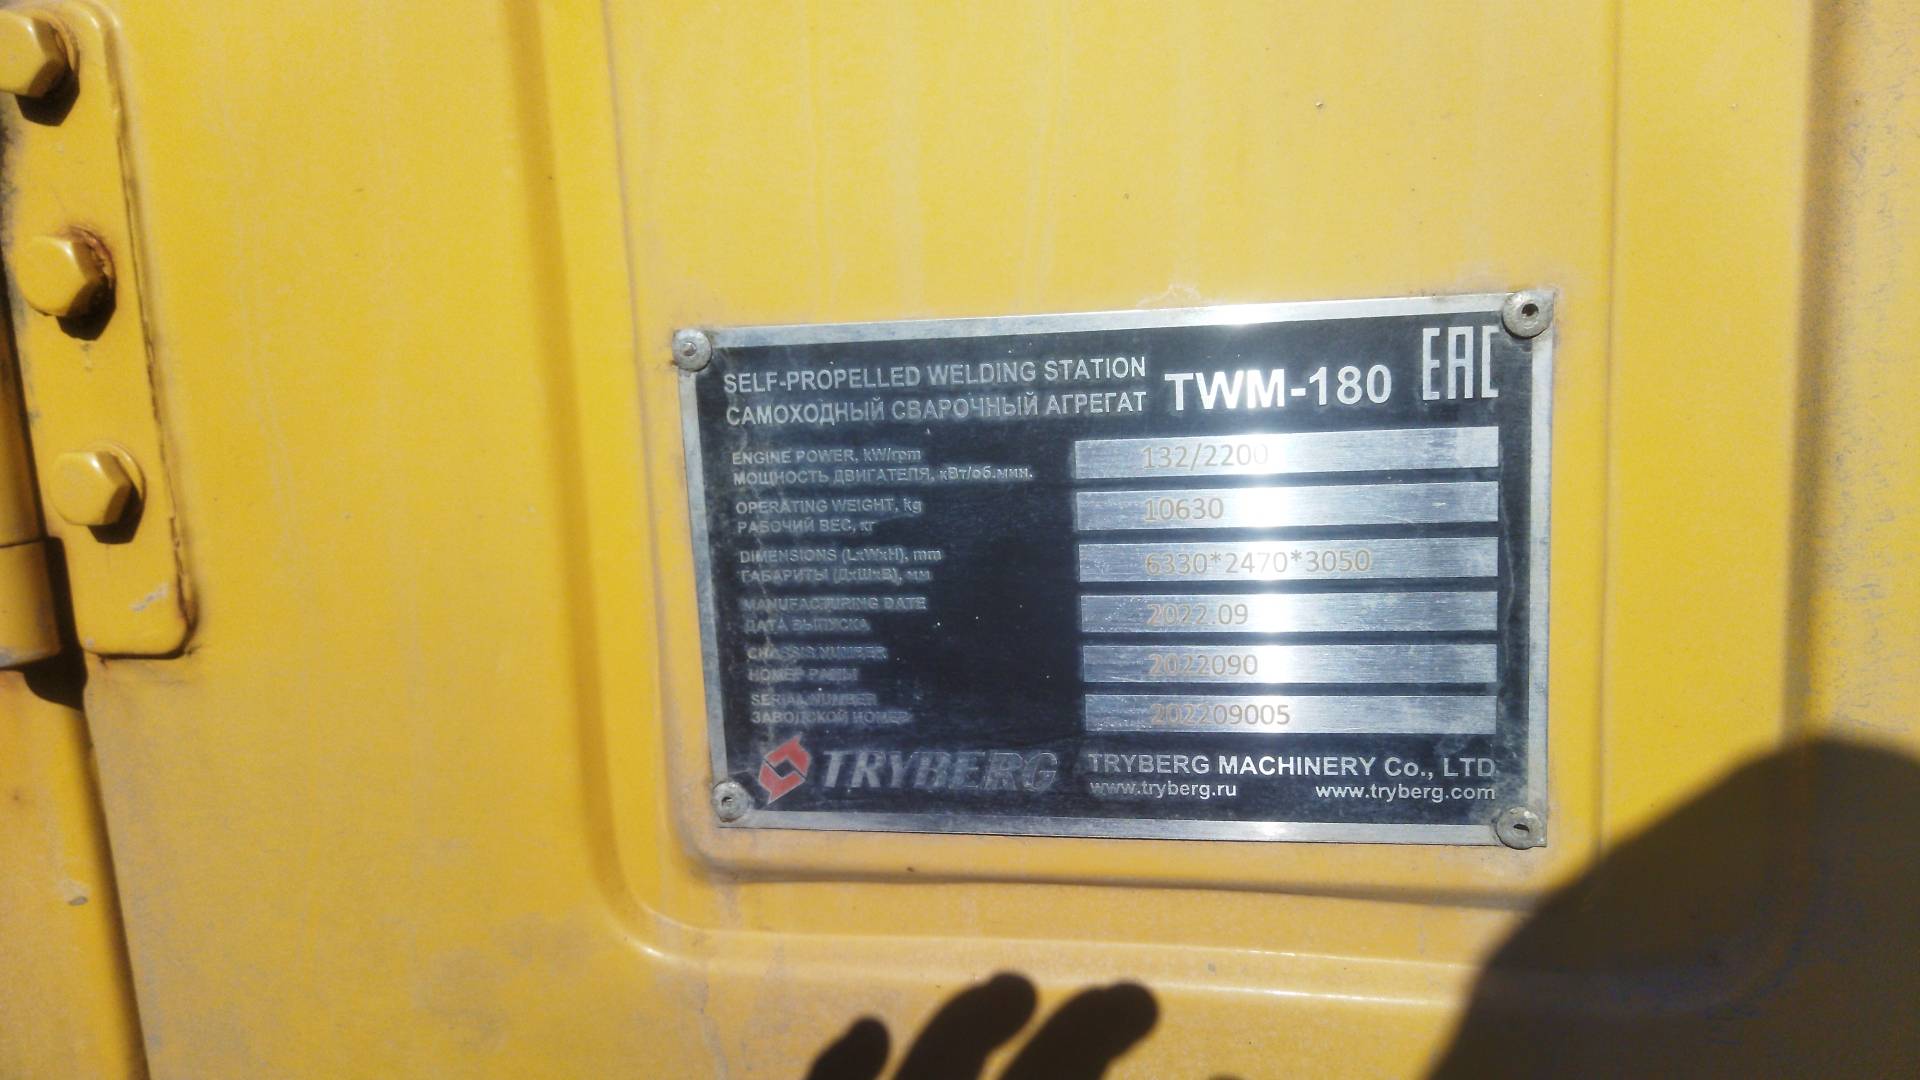 SELF-PROPELLED WELDING STATION
САМОХОДНЫЙ СВАРОЧНЫЙ АГРЕГАТ
TWM-180
EAC
ENGINE POWER, kW/rpm
МОЩНОСТЬ ДВИГАТЕЛЯ, кВт/об.мин.
132/2200
OPERATING WEIGHT, kg
РАБОЧИЙ ВЕС, кг
10630
DIMENSIONS (LxWxH), mm
ГАБАРИТЫ (ДхШхВ), мм
6330*2470*3050
MANUFACTURING DATE
ДАТА ВЫПУСКА
2022.09
CHASSIS NUMBER
НОМЕР РАМЫ
2022090
SERIAL NUMBER
ЗАВОДСКОЙ НОМЕР
202209005
TRYBERG
TRYBERG MACHINERY Co., LTD
www.tryberg.ru www.tryberg.com